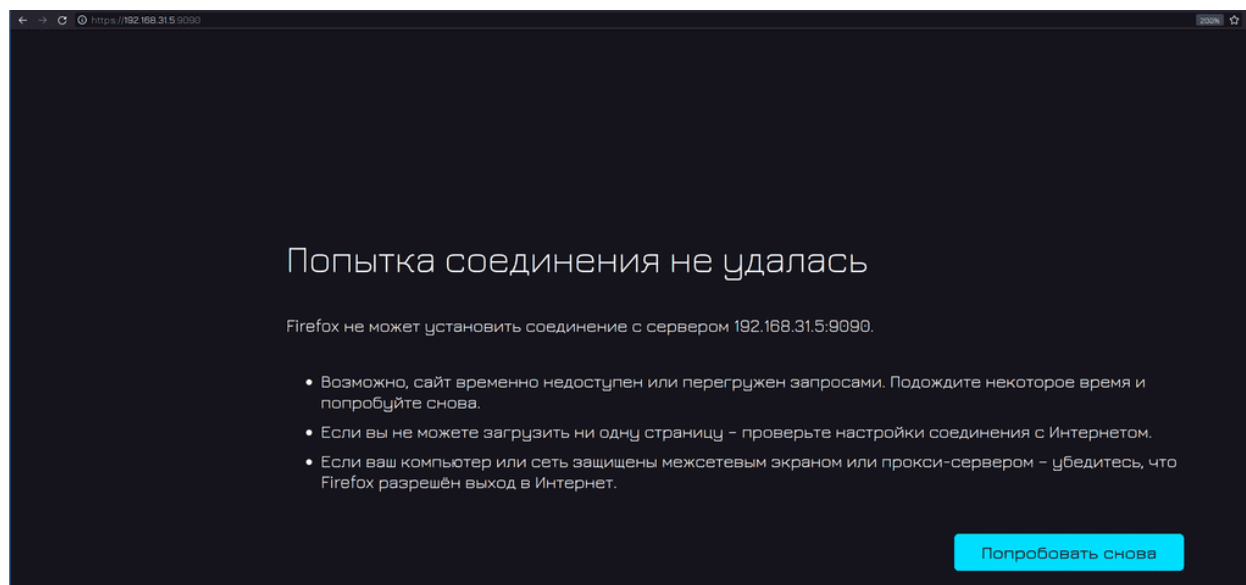 https://192.168.31.5:9090
200%
Попытка соединения не удалась
Firefox не может установить соединение с сервером 192.168.31.5:9090.
Возможно, сайт временно недоступен или перегружен запросами. Подождите некоторое время и
попробуйте снова.
Если вы не можете загрузить ни одну страницу – проверьте настройки соединения с Интернетом.
Если ваш компьютер или сеть защищены межсетевым экраном или прокси-сервером – убедитесь, что
Firefox разрешён выход в Интернет.
Попробовать снова